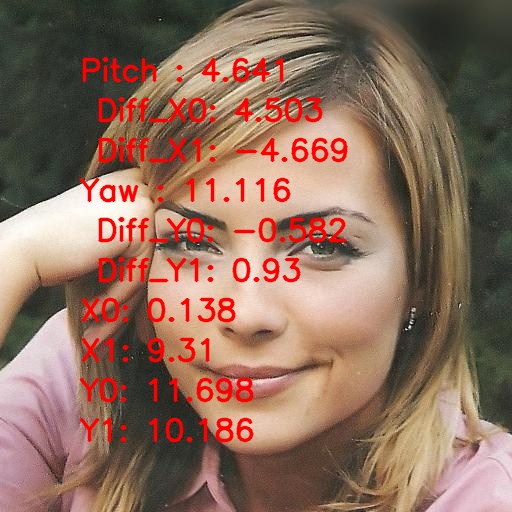 Pitch : 4.641
Diff_X0: 4.503
Diff_X1: -4.669
Yaw : 11.116
Diff_Y0: -0.582
Diff_Y1: 0.93
X0: 0.138
X1: 9.31
Y0: 11.698
Y1: 10.186